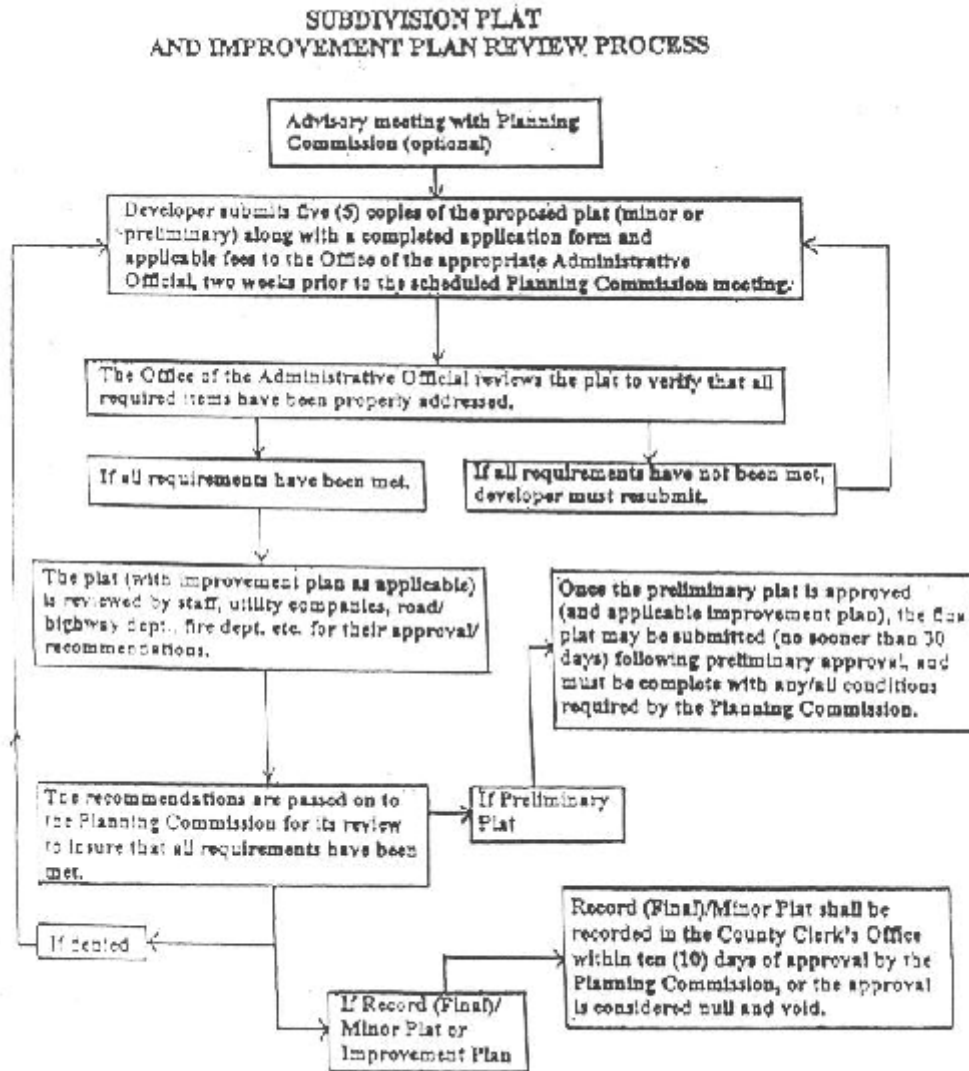 SUBDIVISION PLAT
AND IMPROVEMENT PLAN REVIEW PROCESS
Advisory meeting with Planning
Commission (optional)
Developer submits five (5) copies of the proposed plat (minor or
preliminary) along with a completed application form and
applicable fees to the Office of the appropriate Administrative
Official, two weeks prior to the scheduled Planning Commission meeting.
The Office of the Administrative Official reviews the plat to verify that all
required items have been properly addressed.
If all requirements have been met.
If all requirements have not been met,
developer must resubmit.
The plat (with improvement plan as applicable)
is reviewed by staff, utility companies, road/
highway dept., fire dept. etc. for their approval/
recommendations.
Once the preliminary plat is approved
(and applicable improvement plan), the
plat may be submitted (no sooner than 30
days) following preliminary approval, and
must be complete with any/all conditions
required by the Planning Commission.
The recommendations are passed on to
the Planning Commission for its review
to insure that all requirements have been
met.
If Preliminary
Plat
If denied
Record (Final)/Minor Plat shall be
recorded in the County Clerk's Office
within ten (10) days of approval by the
Planning Commission, or the approval
is considered null and void.
If Record (Final)/
Minor Plat or
Improvement Plan